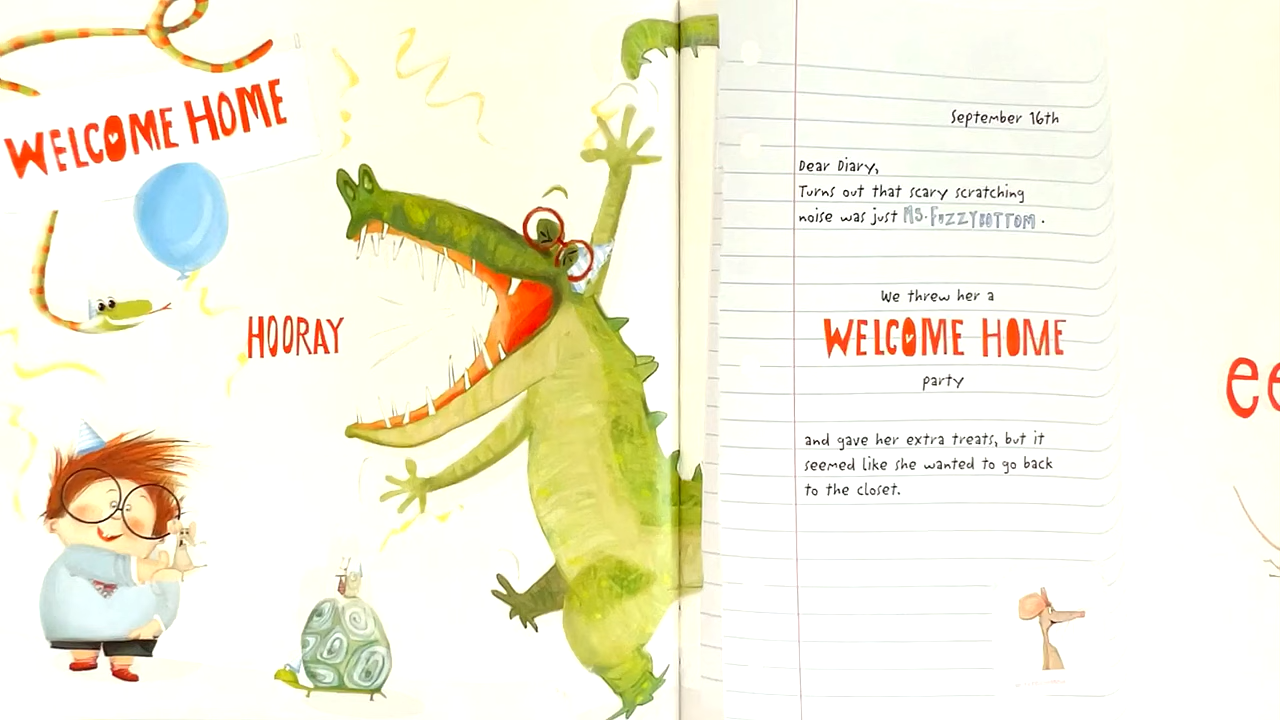 WELCOME HOME
HOORAY
September 16th
Dear Diary,
Turns out that scary scratching
noise was just MS. FUZZYBOTTOM.
We threw her a
WELCOME HOME
party
and gave her extra treats, but it
seemed like she wanted to go back
to the closet.
ee